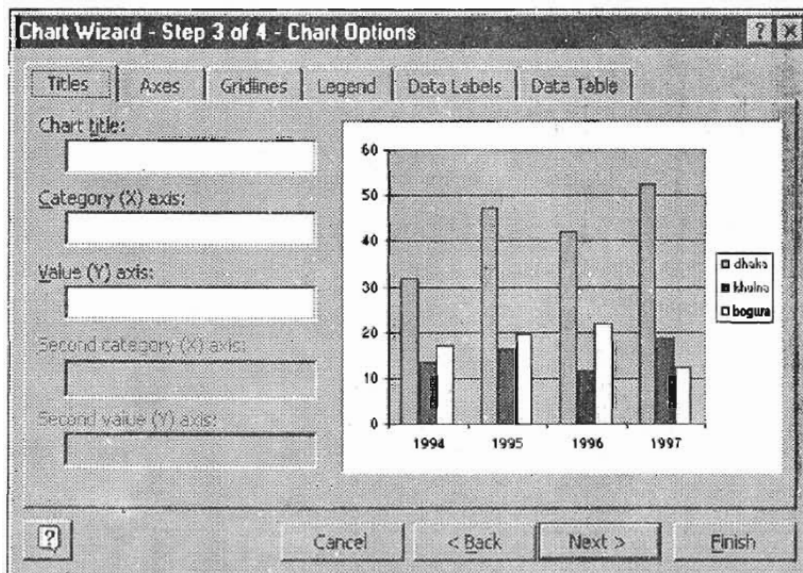 Chart Wizard - Step 3 of 4 - Chart Options
? ×
Titles Axes Gridlines Legend Data Labels Data Table
Chart title:
Category (X) axis:
Value (Y) axis:
Second category (X) axis:
Second value (Y) axis:
60
50
40
30
20
10
0
1994 1995 1996 1997
dhaka
khulna
bogura
?
Cancel < Back Next > Finish